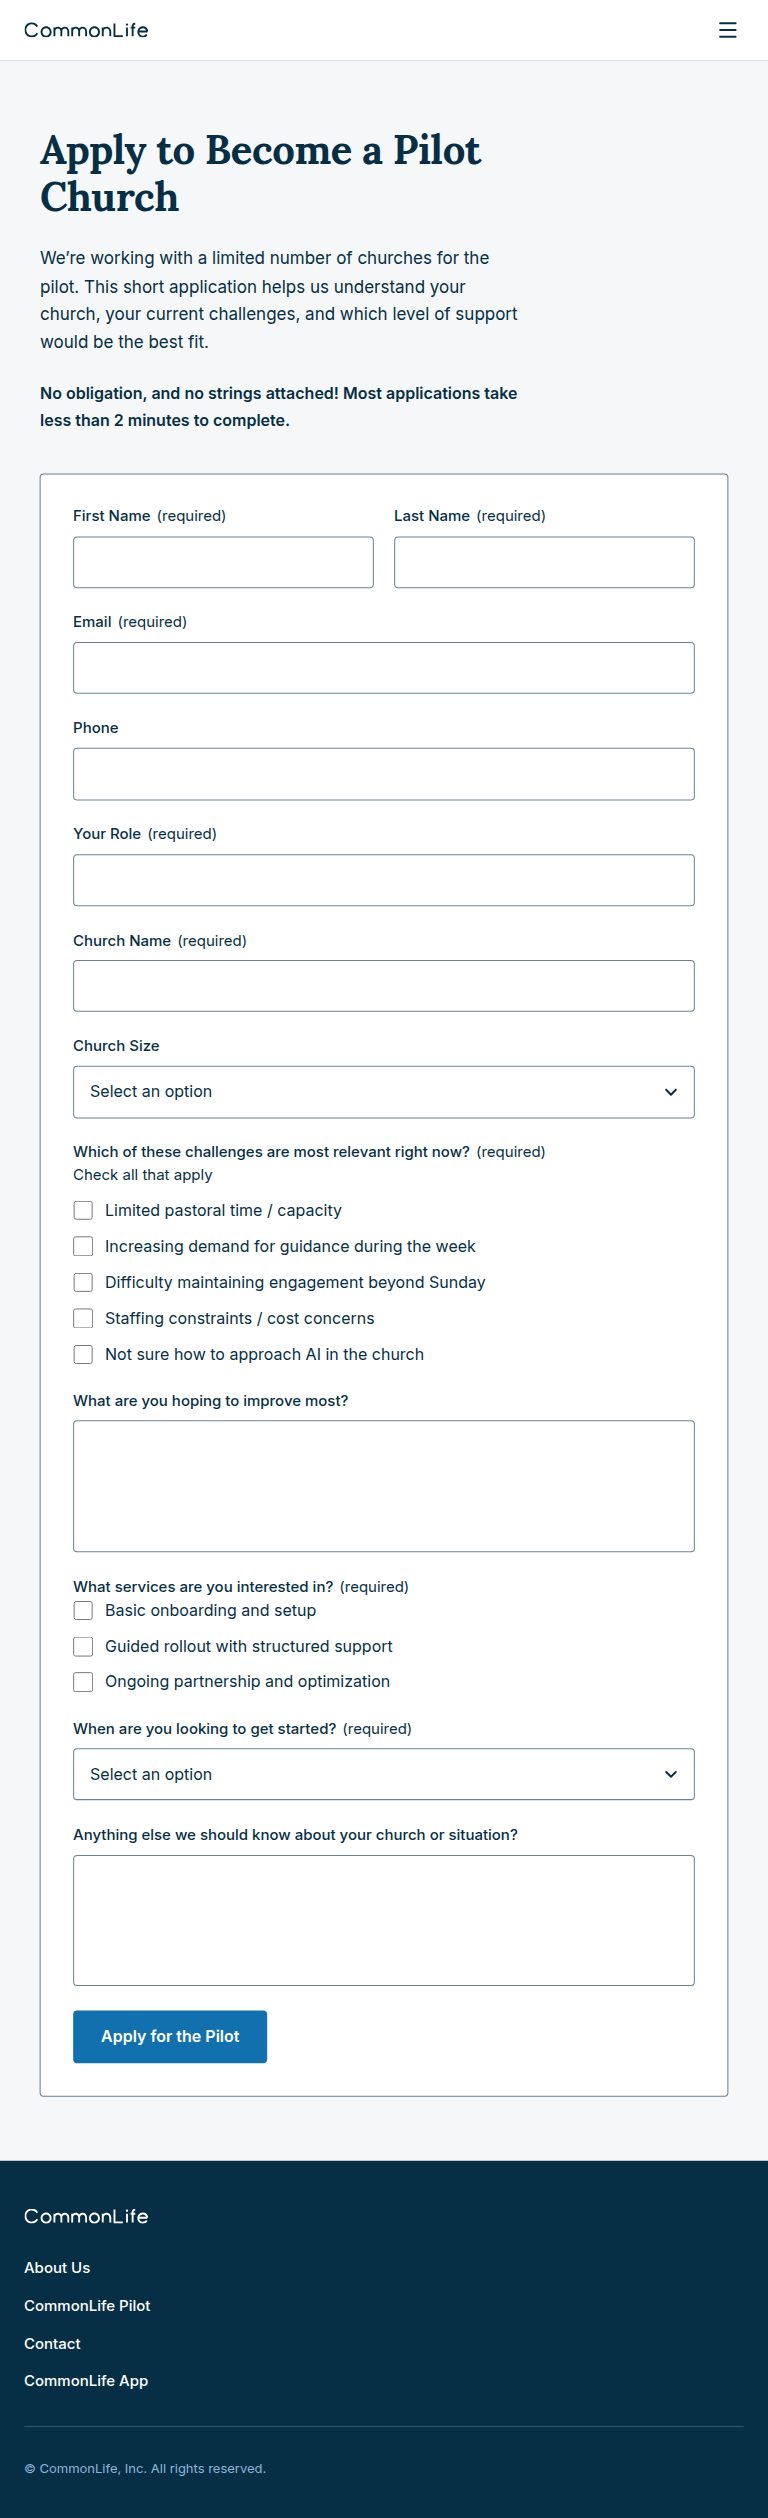 CommonLife
Apply to Become a Pilot
Church
We’re working with a limited number of churches for the
pilot. This short application helps us understand your
church, your current challenges, and which level of support
would be the best fit.
No obligation, and no strings attached! Most applications take
less than 2 minutes to complete.
First Name (required)
Last Name (required)
Email (required)
Phone
Your Role (required)
Church Name (required)
Church Size
Select an option
Which of these challenges are most relevant right now? (required)
Check all that apply
Limited pastoral time / capacity
Increasing demand for guidance during the week
Difficulty maintaining engagement beyond Sunday
Staffing constraints / cost concerns
Not sure how to approach AI in the church
What are you hoping to improve most?
What services are you interested in? (required)
Basic onboarding and setup
Guided rollout with structured support
Ongoing partnership and optimization
When are you looking to get started? (required)
Select an option
Anything else we should know about your church or situation?
Apply for the Pilot
CommonLife
About Us
CommonLife Pilot
Contact
CommonLife App
© CommonLife, Inc. All rights reserved.